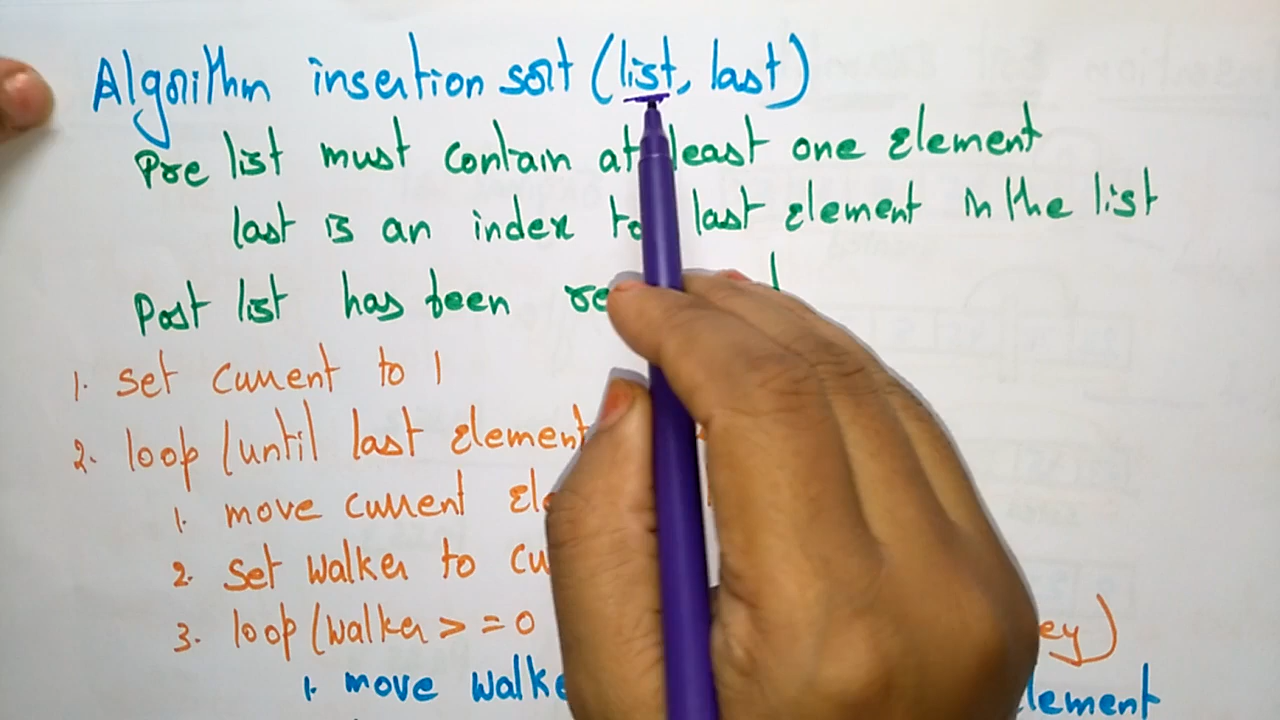 Algorithm insertion sort (list, last)
Pre list must contain at least one element
last is an index to last element in the list
Post list has been
1. set current to 1
2. loop (until last element
1. move current
2. set walker to
3. loop (walker > = 0
1. move